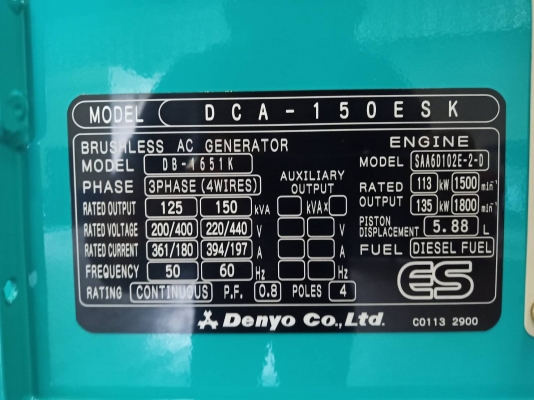 MODEL DCA-150ESK
BRUSHLESS AC GENERATOR
MODEL DB-1651K
PHASE 3PHASE (4WIRES)
RATED OUTPUT 125 150 kVA
RATED VOLTAGE 200/400 220/440 V
RATED CURRENT 361/180 394/197 A
FREQUENCY 50 60 Hz
RATING CONTINUOUS P.F. 0.8 POLES 4
AUXILIARY
OUTPUT
kVAX
V
A
Hz
ENGINE
MODEL SAA6D102E-2-D
RATED 113 kW 1500 min⁻¹
OUTPUT 135 kW 1800 min⁻¹
PISTON
DISPLACEMENT 5.88 L
FUEL DIESEL FUEL
ES
Denyo Co.,Ltd.
C0113 2900